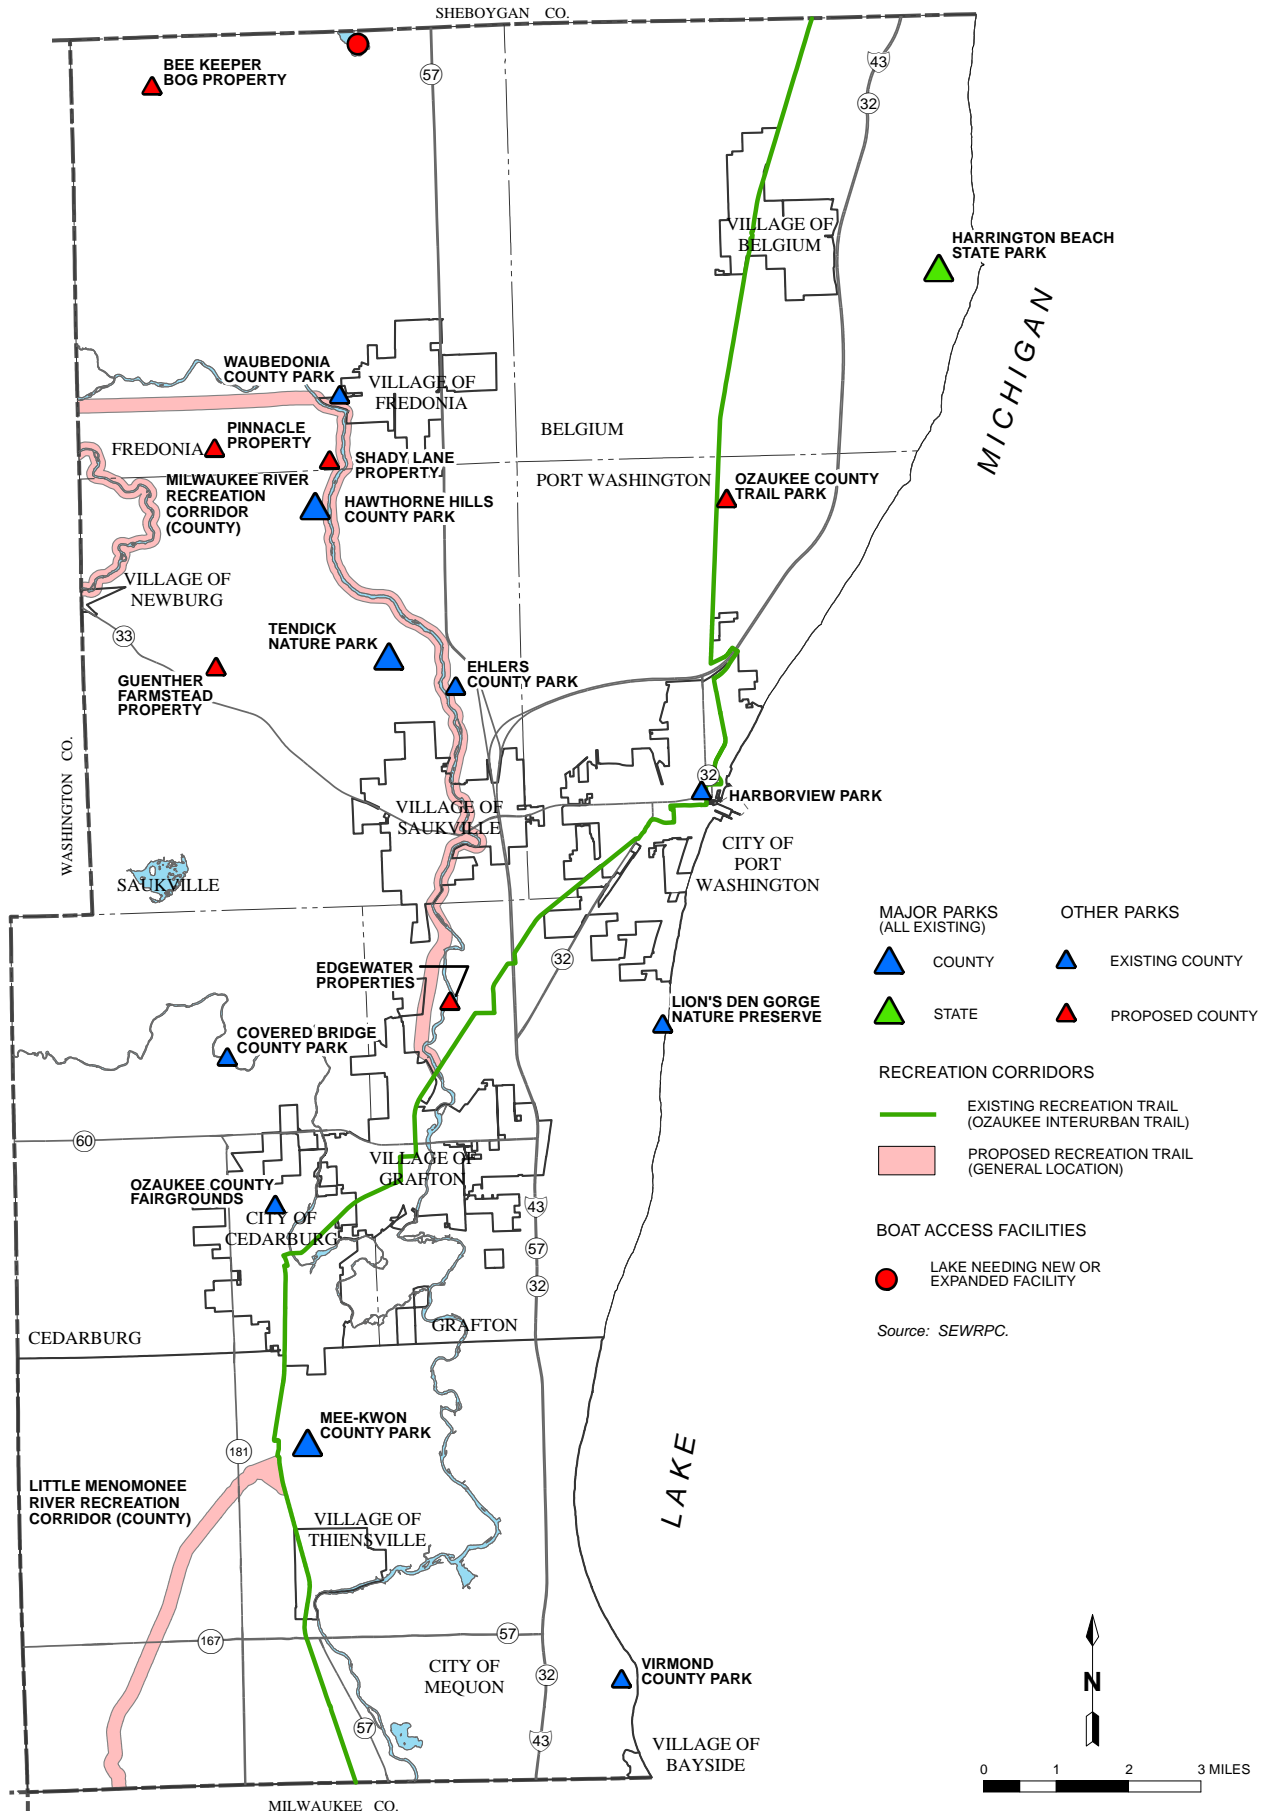 SHEBOYGAN CO.
BEE KEEPER
BOG PROPERTY
57
43
32
VILLAGE OF
BELGIUM
HARRINGTON BEACH
STATE PARK
MICHIGAN
WAUBEDONIA
COUNTY PARK
VILLAGE OF
FREDONIA
BELGIUM
PINNACLE
PROPERTY
FREDONIA
SHADY LANE
PROPERTY
PORT WASHINGTON
OZAUKEE COUNTY
TRAIL PARK
MILWAUKEE RIVER
RECREATION
CORRIDOR
(COUNTY)
HAWTHORNE HILLS
COUNTY PARK
VILLAGE OF
NEWBURG
33
TENDICK
NATURE PARK
EHLERS
COUNTY PARK
GUENTHER
FARMSTEAD
PROPERTY
WASHINGTON CO.
32
HARBORVIEW PARK
VILLAGE OF
SAUKVILLE
CITY OF
PORT
WASHINGTON
SAUKVILLE
32
EDGEWATER
PROPERTIES
LION'S DEN GORGE
NATURE PRESERVE
COVERED BRIDGE
COUNTY PARK
60
VILLAGE OF
GRAFTON
OZAUKEE COUNTY
FAIRGROUNDS
CITY OF
CEDARBURG
43
57
32
CEDARBURG
GRAFTON
MEE-KWON
COUNTY PARK
181
LITTLE MENOMONEE
RIVER RECREATION
CORRIDOR (COUNTY)
LAKE
VILLAGE OF
THIENSVILLE
167
57
CITY OF
MEQUON
32
VIRMOND
COUNTY PARK
57
43
VILLAGE OF
BAYSIDE
MILWAUKEE CO.
MAJOR PARKS
(ALL EXISTING)
COUNTY
STATE
OTHER PARKS
EXISTING COUNTY
PROPOSED COUNTY
RECREATION CORRIDORS
EXISTING RECREATION TRAIL
(OZAUKEE INTERURBAN TRAIL)
PROPOSED RECREATION TRAIL
(GENERAL LOCATION)
BOAT ACCESS FACILITIES
LAKE NEEDING NEW OR
EXPANDED FACILITY
Source: SEWRPC.
N
0 1 2 3 MILES